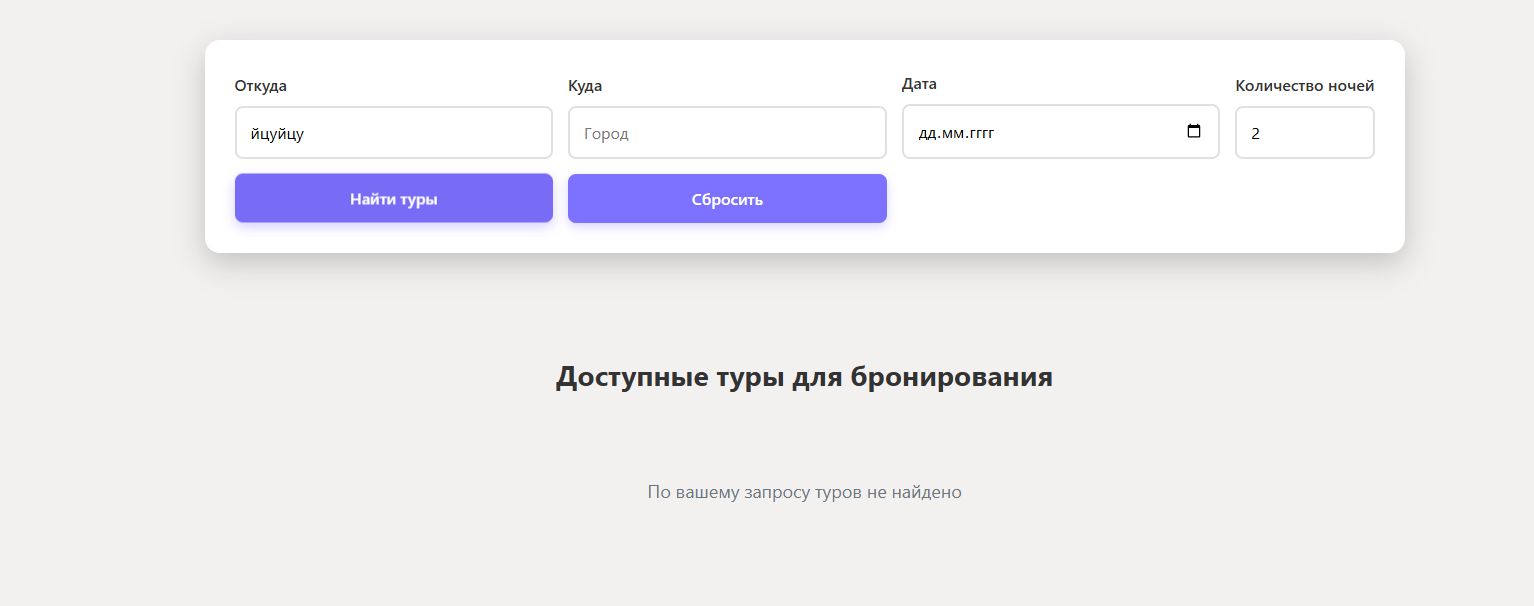 Откуда
Куда
Дата
Количество ночей
йцуйцу
Город
дд.мм.гггг
2
Найти туры
Сбросить
Доступные туры для бронирования
По вашему запросу туров не найдено